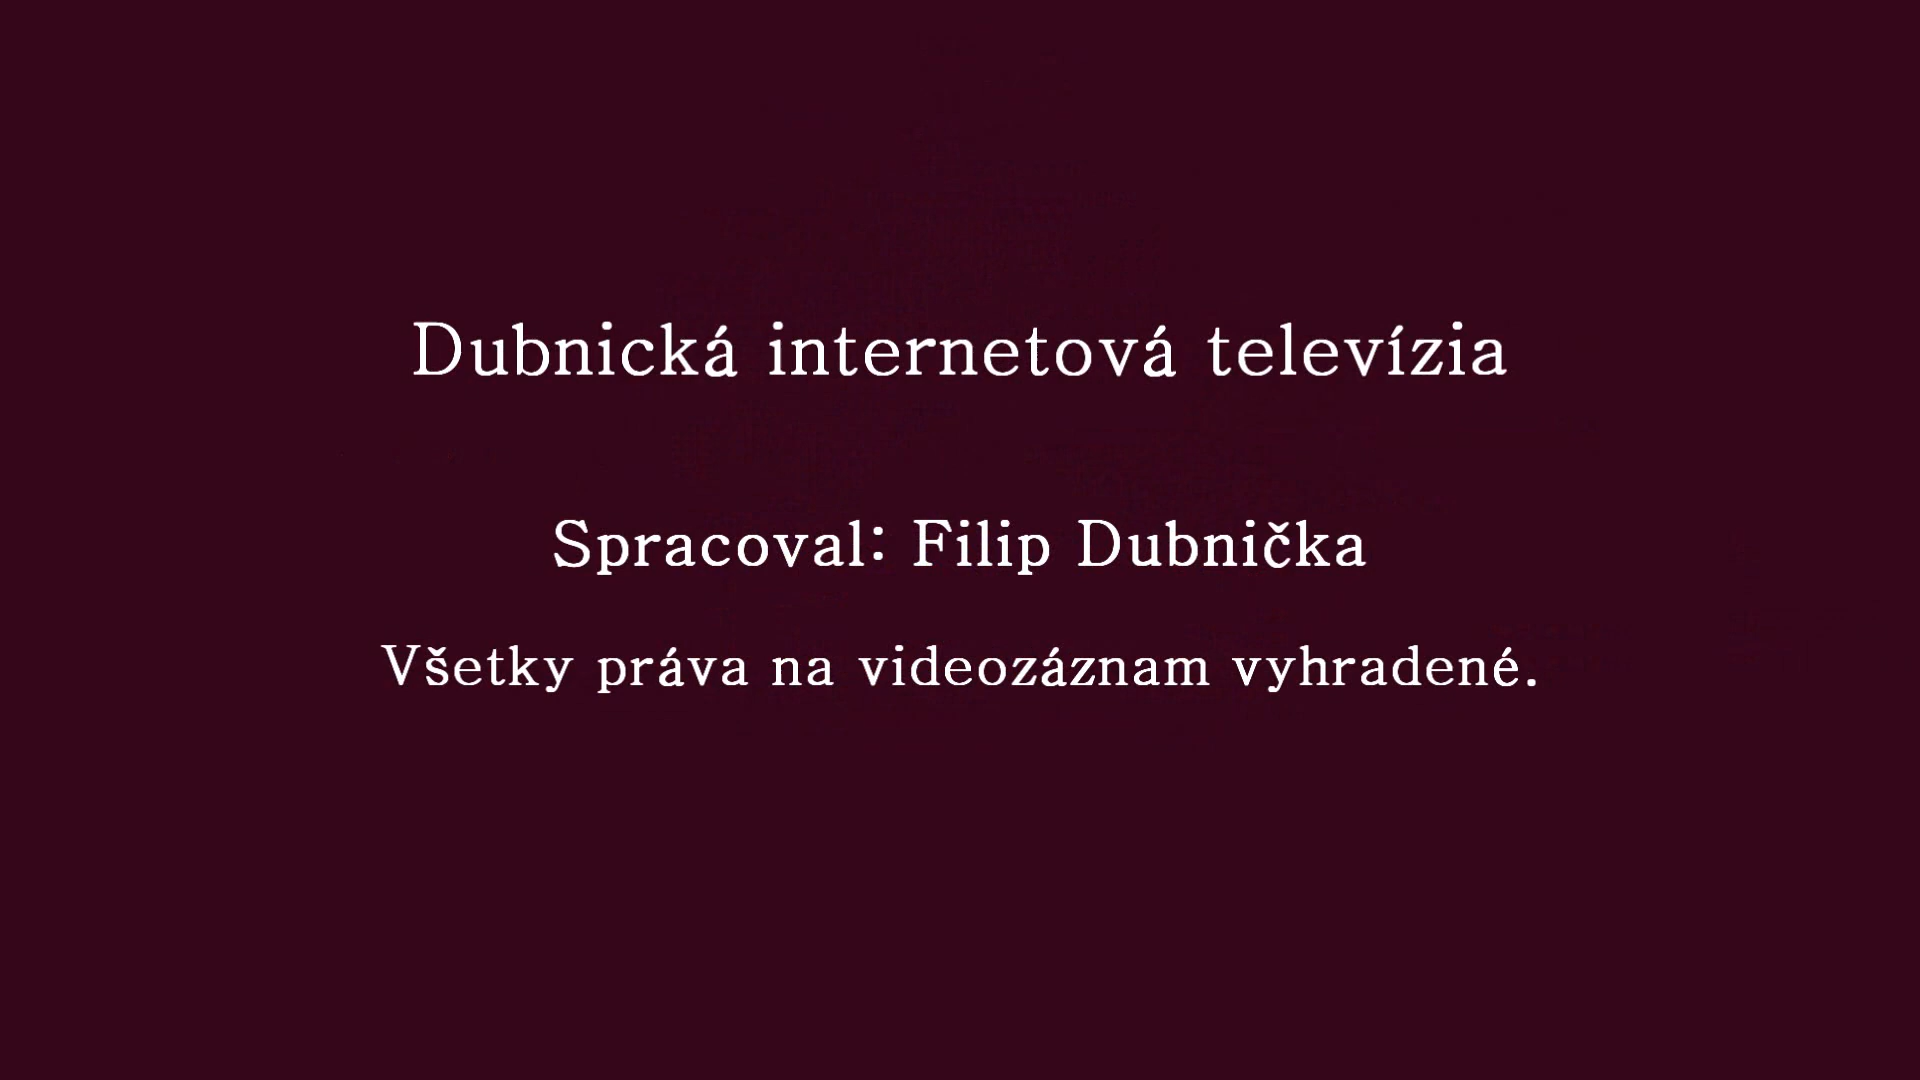 Dubnická internetová televízia
Spracoval: Filip Dubnička
Všetky práva na videozáznam vyhradené.